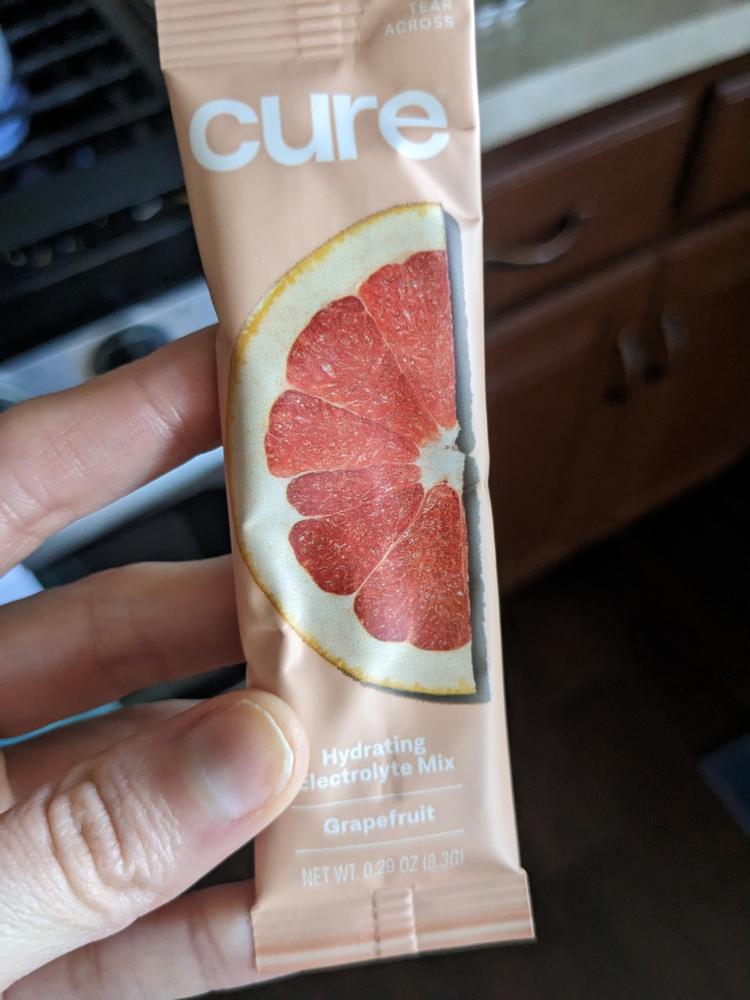 TEAR
ACROSS
cure
Hydrating
Electrolyte Mix
Grapefruit
NET WT. 0.29 OZ (8.3G)